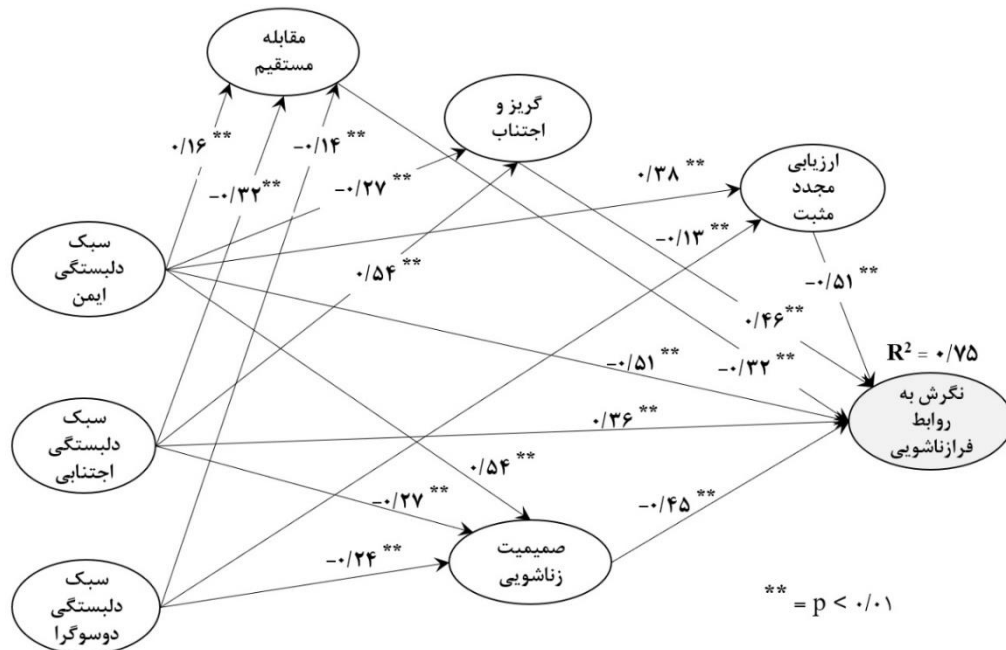 مقابله
مستقیم
گریز و
اجتناب
ارزیابی
مجدد
مثبت
۰/۱۶ **
–۰/۱۴ **
–۰/۳۲ **
–۰/۲۷ **
۰/۳۸ **
–۰/۱۳ **
۰/۵۴ **
سبک
دلبستگی
ایمن
–۰/۵۱ **
۰/۴۶ **
–۰/۳۲ **
–۰/۵۱ **
R² = ۰/۷۵
نگرش به
روابط
فرازناشویی
سبک
دلبستگی
اجتنابی
۰/۳۶ **
۰/۵۴ **
–۰/۲۷ **
–۰/۴۵ **
صمیمیت
زناشویی
–۰/۲۴ **
سبک
دلبستگی
دوسوگرا
** = p < ۰/۰۱